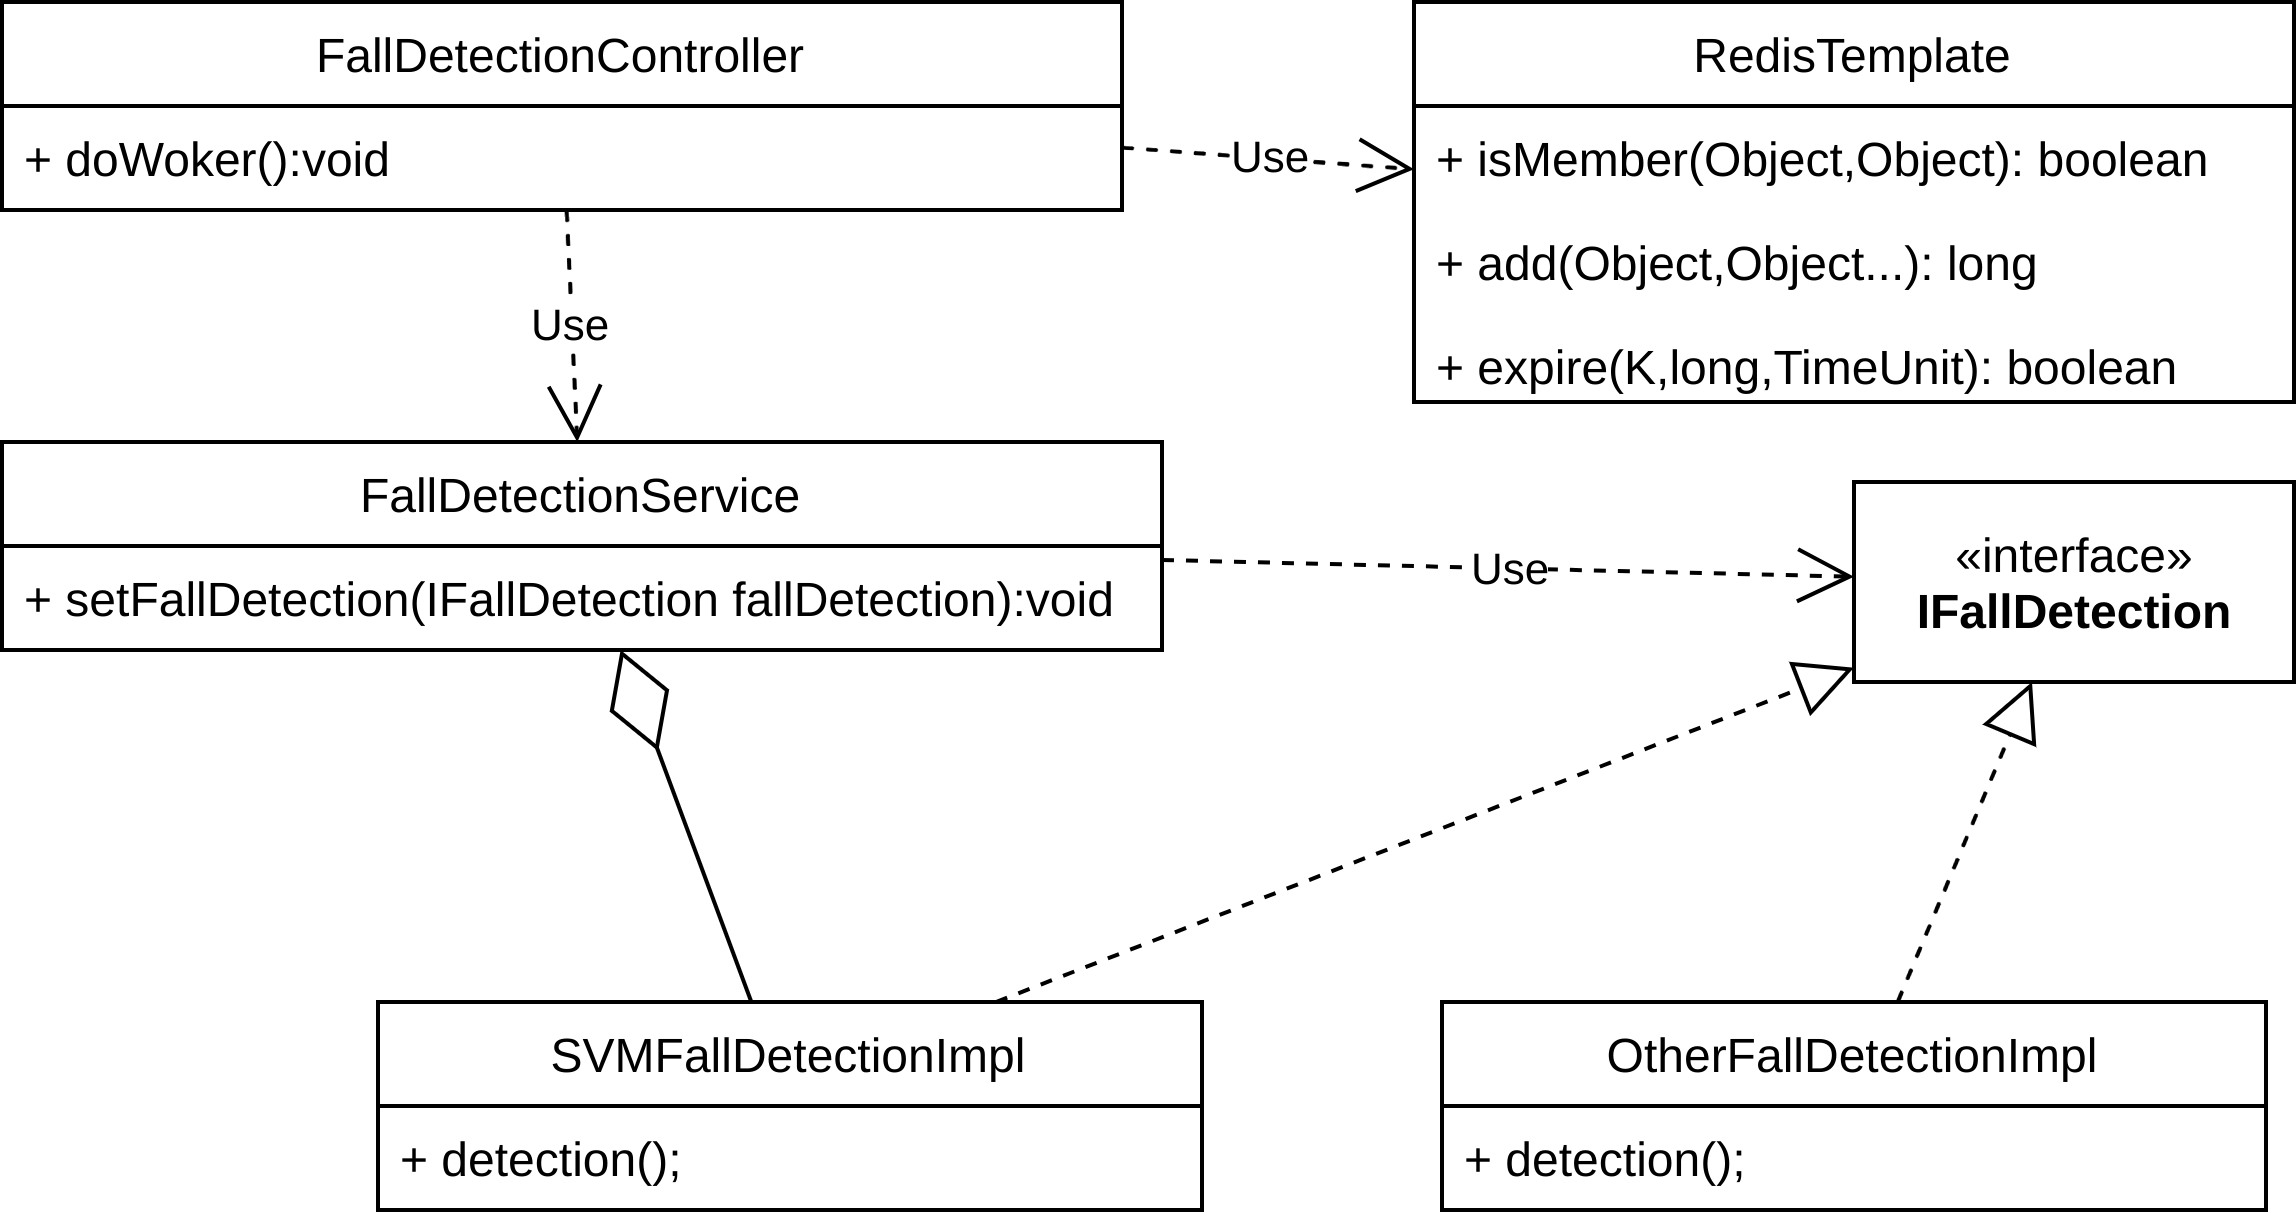 FallDetectionController
+ doWoker():void
RedisTemplate
+ isMember(Object,Object): boolean
+ add(Object,Object...): long
+ expire(K,long,TimeUnit): boolean
Use
Use
FallDetectionService
+ setFallDetection(IFallDetection fallDetection):void
Use
«interface»
IFallDetection
SVMFallDetectionImpl
+ detection();
OtherFallDetectionImpl
+ detection();